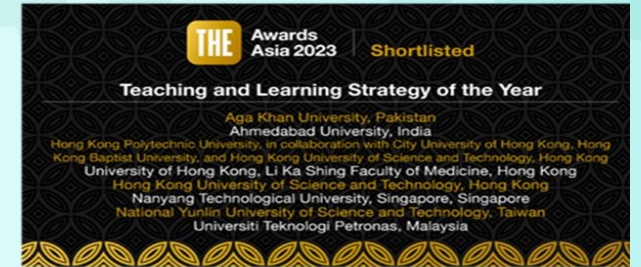 THE Awards
Asia 2023 Shortlisted
Teaching and Learning Strategy of the Year
Aga Khan University, Pakistan
Ahmedabad University, India
Hong Kong Polytechnic University, in collaboration with City University of Hong Kong, Hong
Kong Baptist University, and Hong Kong University of Science and Technology, Hong Kong
University of Hong Kong, Li Ka Shing Faculty of Medicine, Hong Kong
Hong Kong University of Science and Technology, Hong Kong
Nanyang Technological University, Singapore, Singapore
National Yunlin University of Science and Technology, Taiwan
Universiti Teknologi Petronas, Malaysia